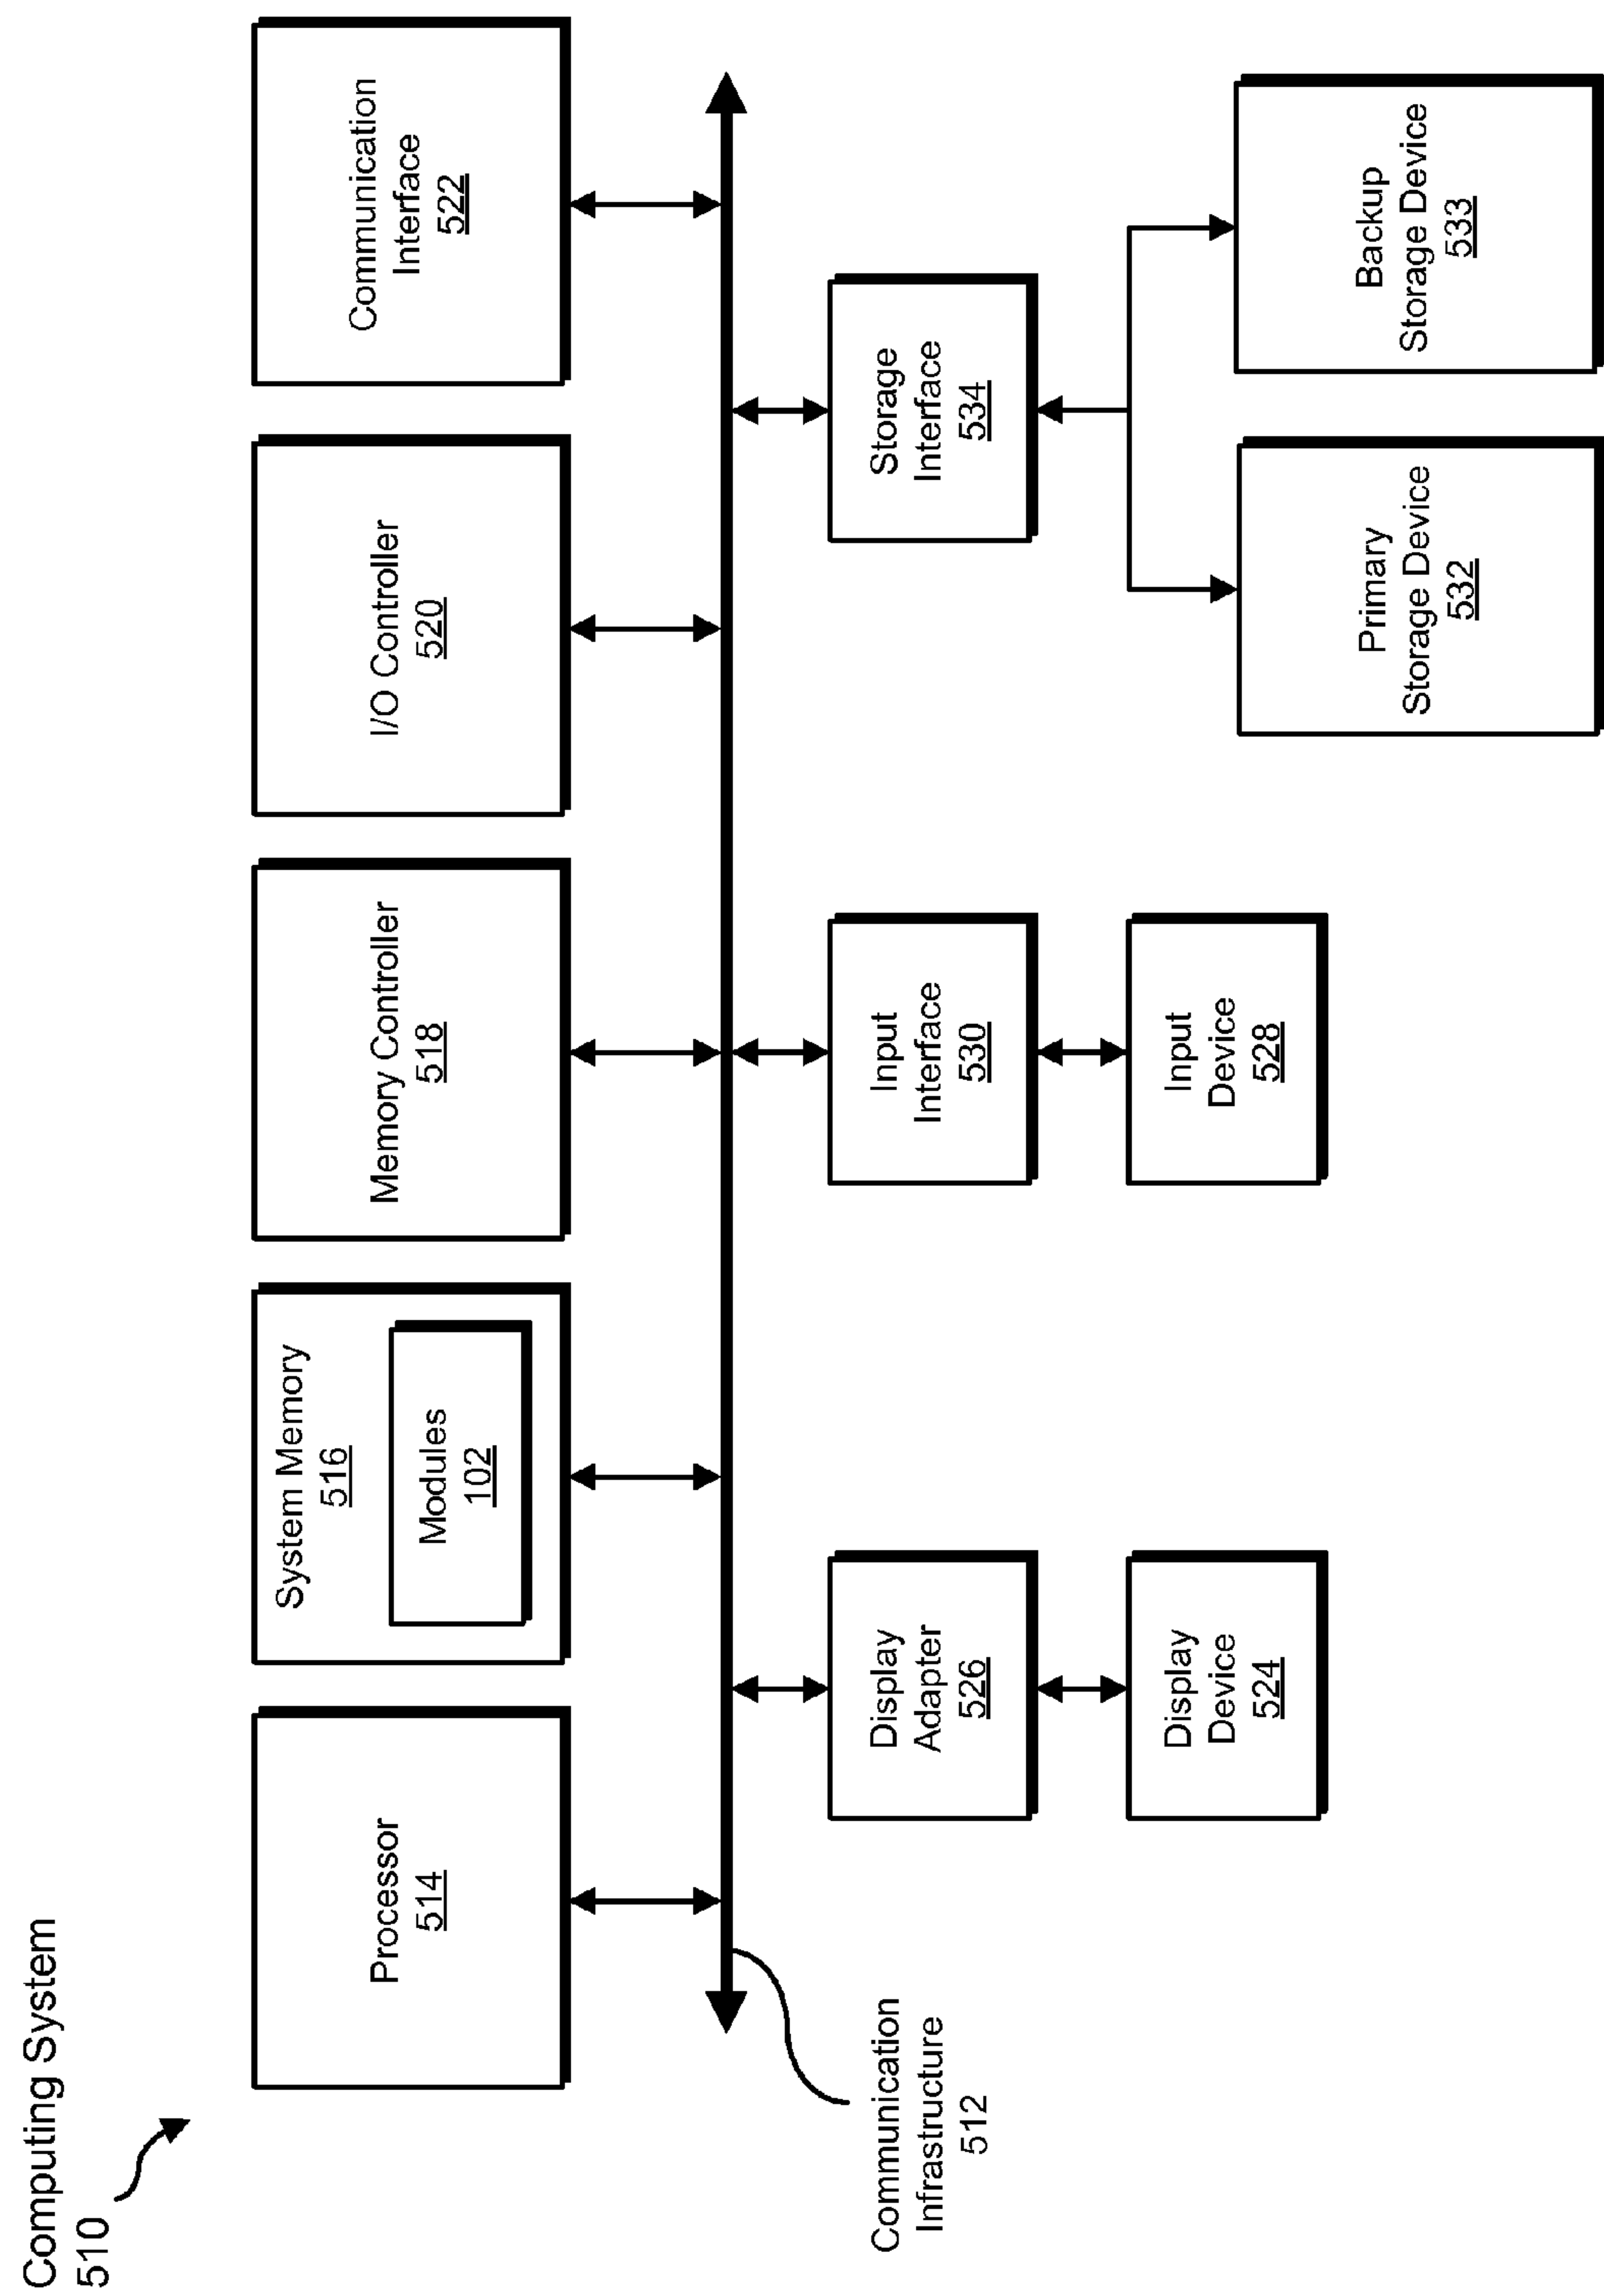 Computing System
510
Processor
514
System Memory
516
Modules
102
Memory Controller
518
I/O Controller
520
Communication
Interface
522
Communication
Infrastructure
512
Display
Adapter
526
Input
Interface
530
Storage
Interface
534
Display
Device
524
Input
Device
528
Primary
Storage Device
532
Backup
Storage Device
533